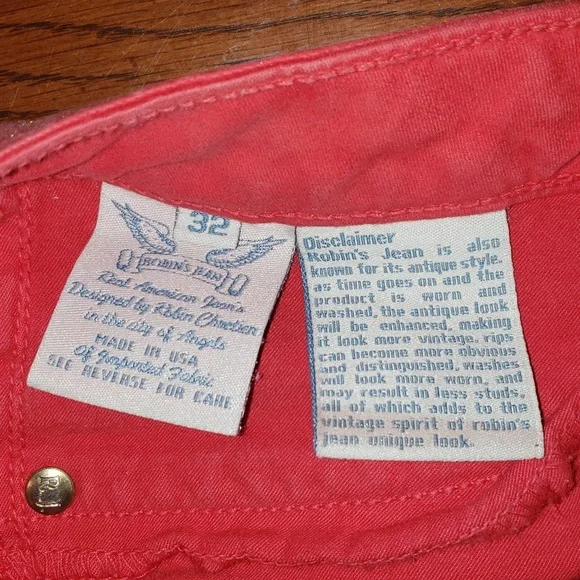 32
ROBIN'S JEAN
Real American Jean's
Designed by Robin Chretien
in the city of Angels
MADE IN USA
Of Imported Fabric
SEE REVERSE FOR CARE
Disclaimer
Robin's Jean is also
known for its antique style.
as time goes on and the
product is worn and
washed, the antique look
will be enhanced, making
it look more vintage. rips
can become more obvious
and distinguished, washes
will look more worn, and
may result in less studs.
all of which adds to the
vintage spirit of robin's
jean unique look.
RJ